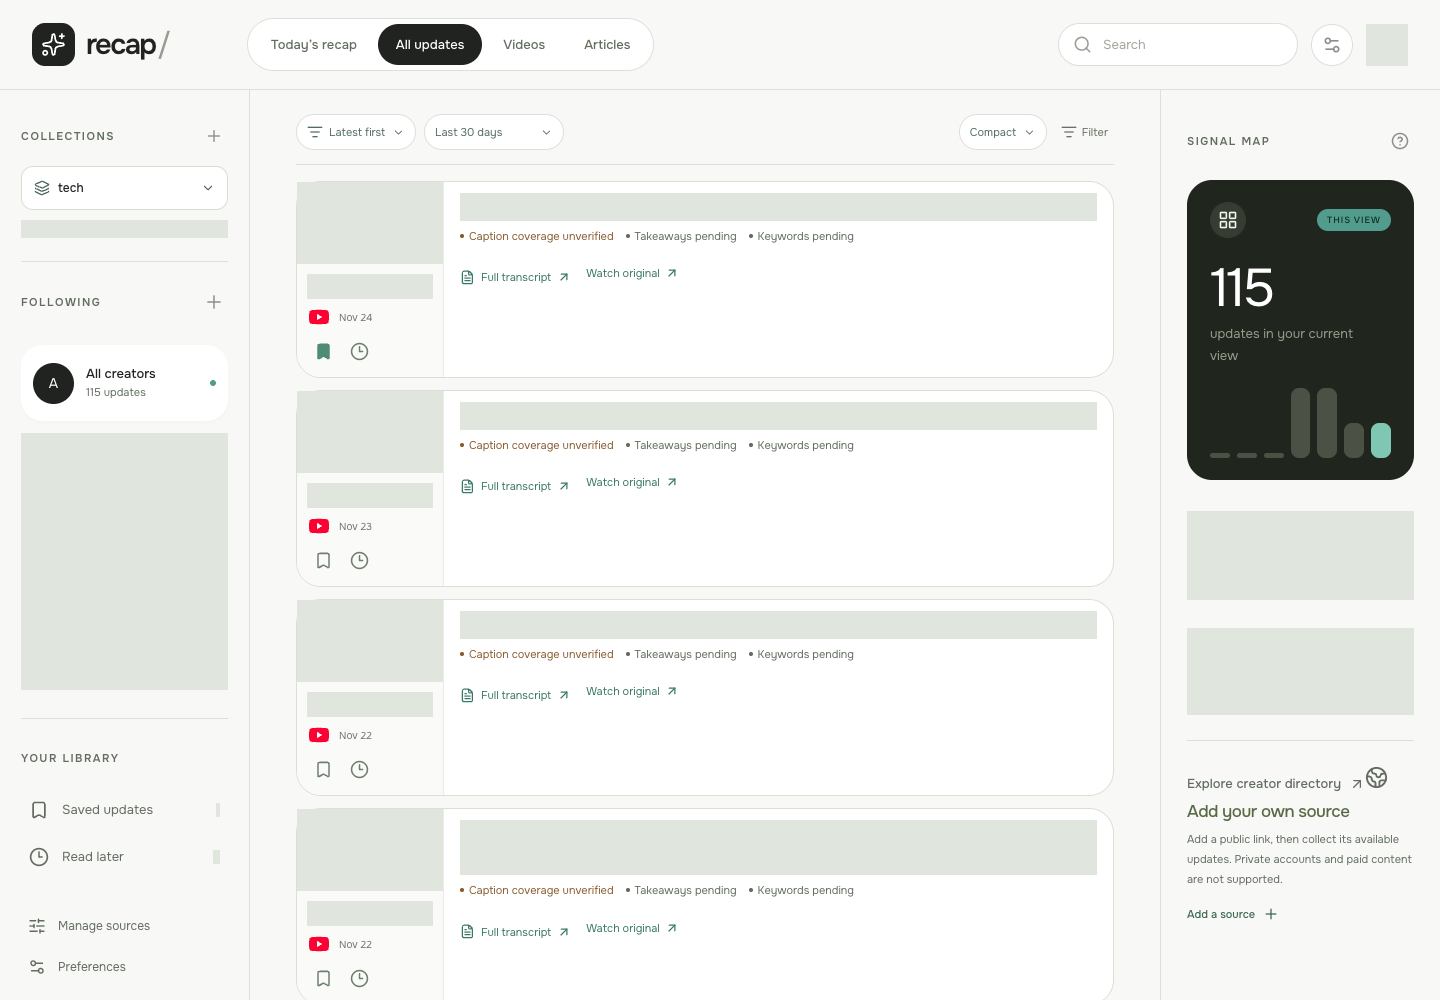 recap/
Today's recap
All updates
Videos
Articles
Search
COLLECTIONS
tech
FOLLOWING
A
All creators
115 updates
YOUR LIBRARY
Saved updates
Read later
Manage sources
Preferences
Latest first
Last 30 days
Compact
Filter
Caption coverage unverified
Takeaways pending
Keywords pending
Full transcript
Watch original
Nov 24
Caption coverage unverified
Takeaways pending
Keywords pending
Full transcript
Watch original
Nov 23
Caption coverage unverified
Takeaways pending
Keywords pending
Full transcript
Watch original
Nov 22
Caption coverage unverified
Takeaways pending
Keywords pending
Full transcript
Watch original
Nov 22
SIGNAL MAP
THIS VIEW
115
updates in your current
view
Explore creator directory
Add your own source
Add a public link, then collect its available
updates. Private accounts and paid content
are not supported.
Add a source